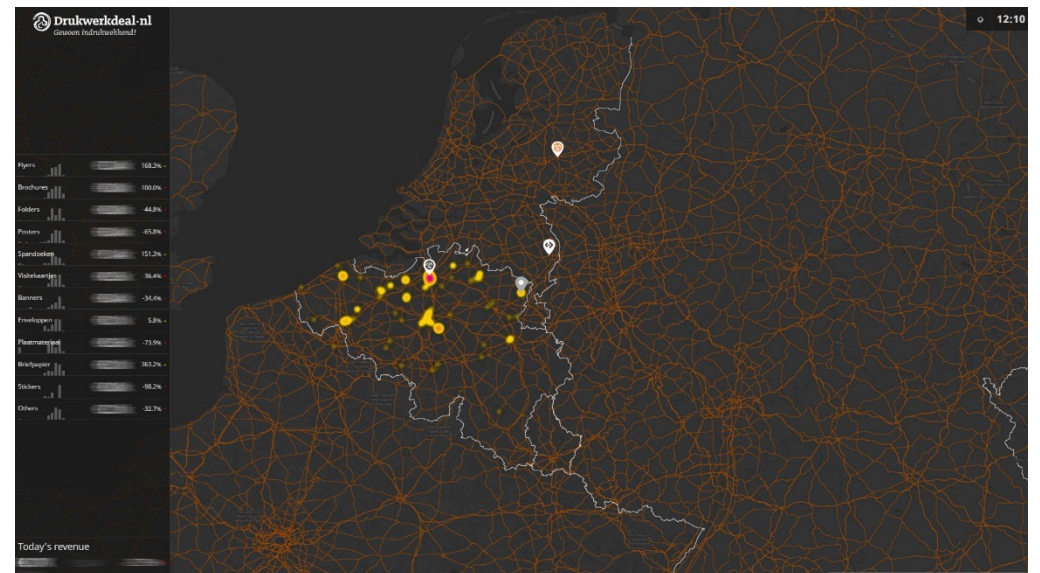 Drukwerkdeal·nl
Gewoon indrukwekkend!
12:10
Flyers 168.3%
Brochures 100,0%
Folders -44,8%
Posters -65.8%
Spandoeken 151,3%
Visitekaartjes 36,4%
Banners -34,4%
Enveloppen 5.8%
Plaatmateriaal -73,9%
Briefpapier 363,2%
Stickers -98.2%
Others -32.7%
Today's revenue